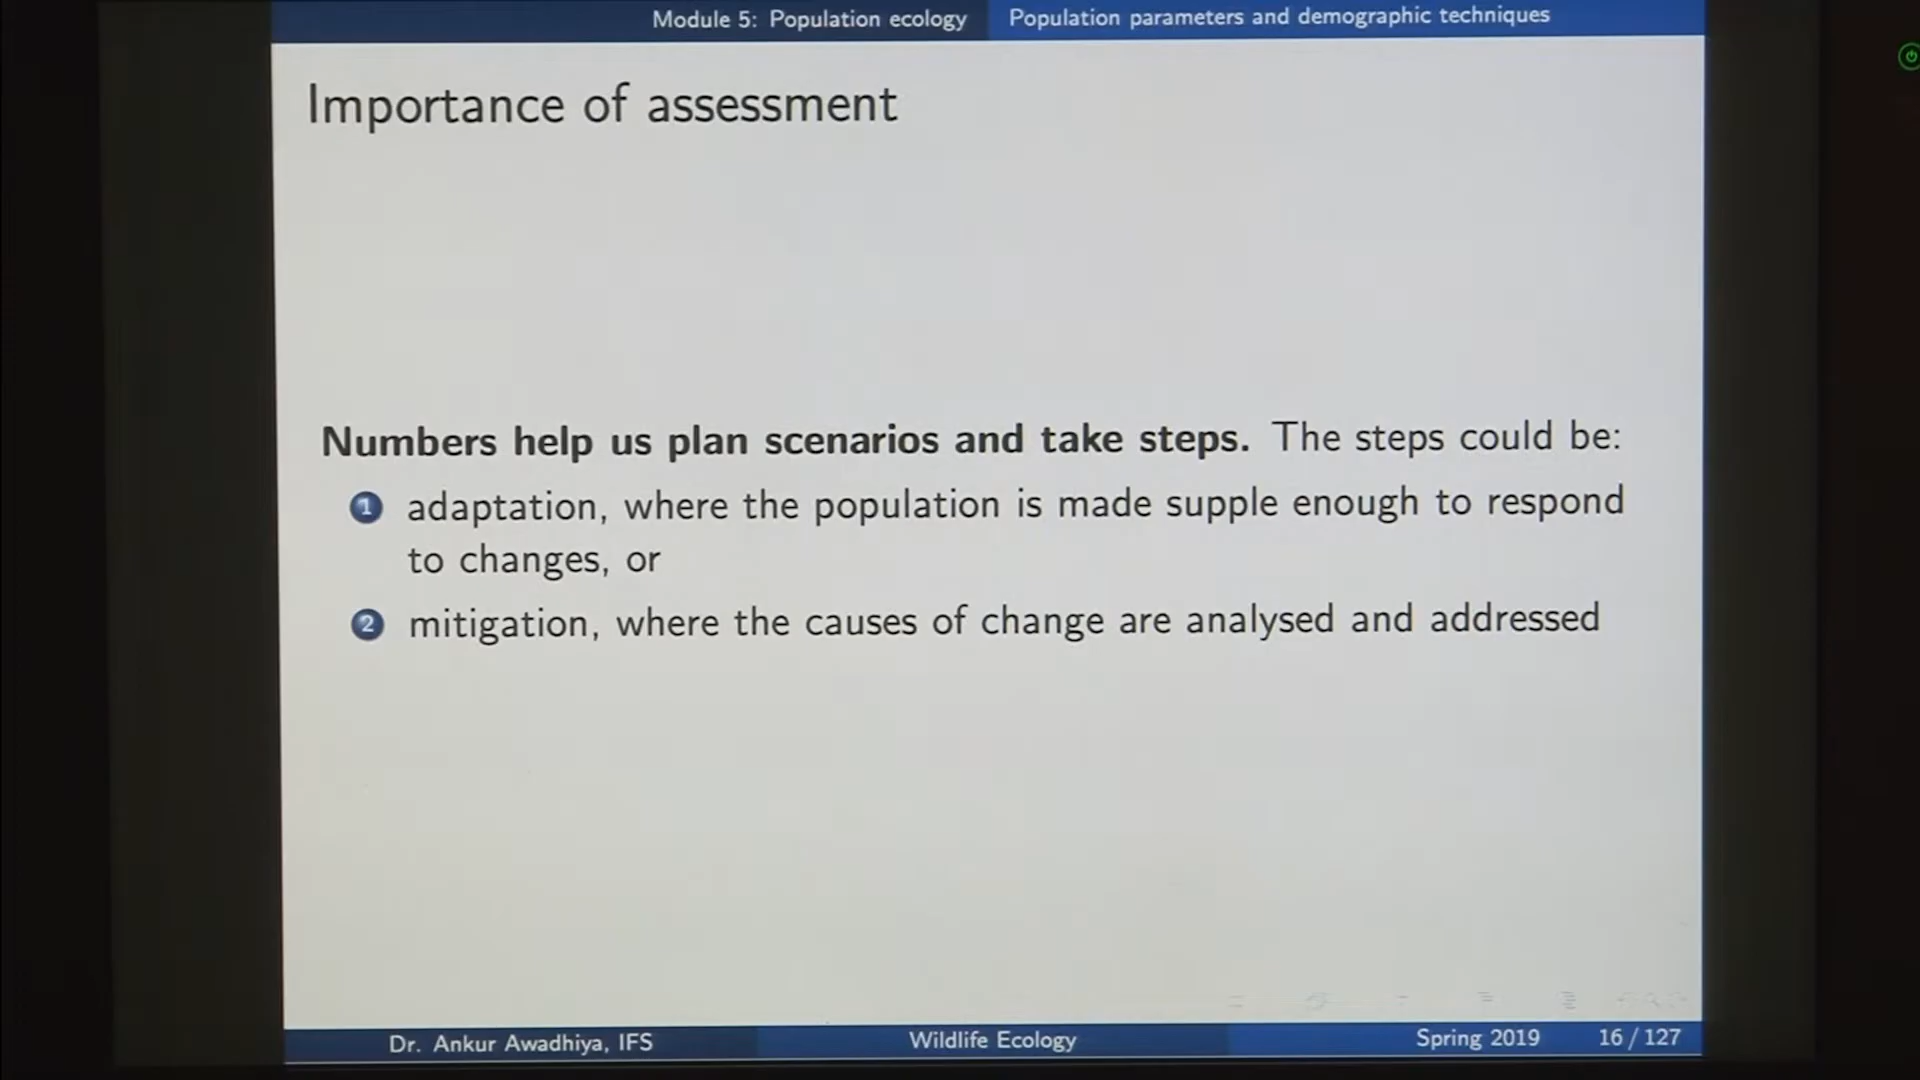 Module 5: Population ecology
Population parameters and demographic techniques
Importance of assessment
Numbers help us plan scenarios and take steps. The steps could be:
1 adaptation, where the population is made supple enough to respond
to changes, or
2 mitigation, where the causes of change are analysed and addressed
Dr. Ankur Awadhiya, IFS
Wildlife Ecology
Spring 2019
16 / 127